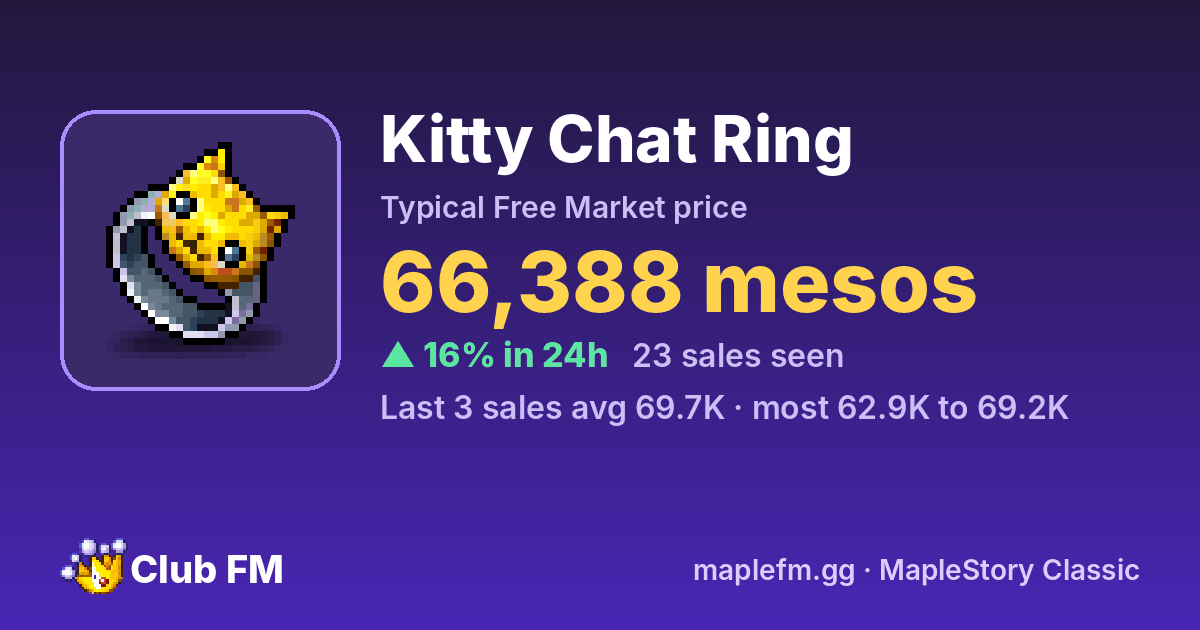 Kitty Chat Ring
Typical Free Market price
66,388 mesos
▲ 16% in 24h 23 sales seen
Last 3 sales avg 69.7K · most 62.9K to 69.2K
Club FM
maplefm.gg · MapleStory Classic